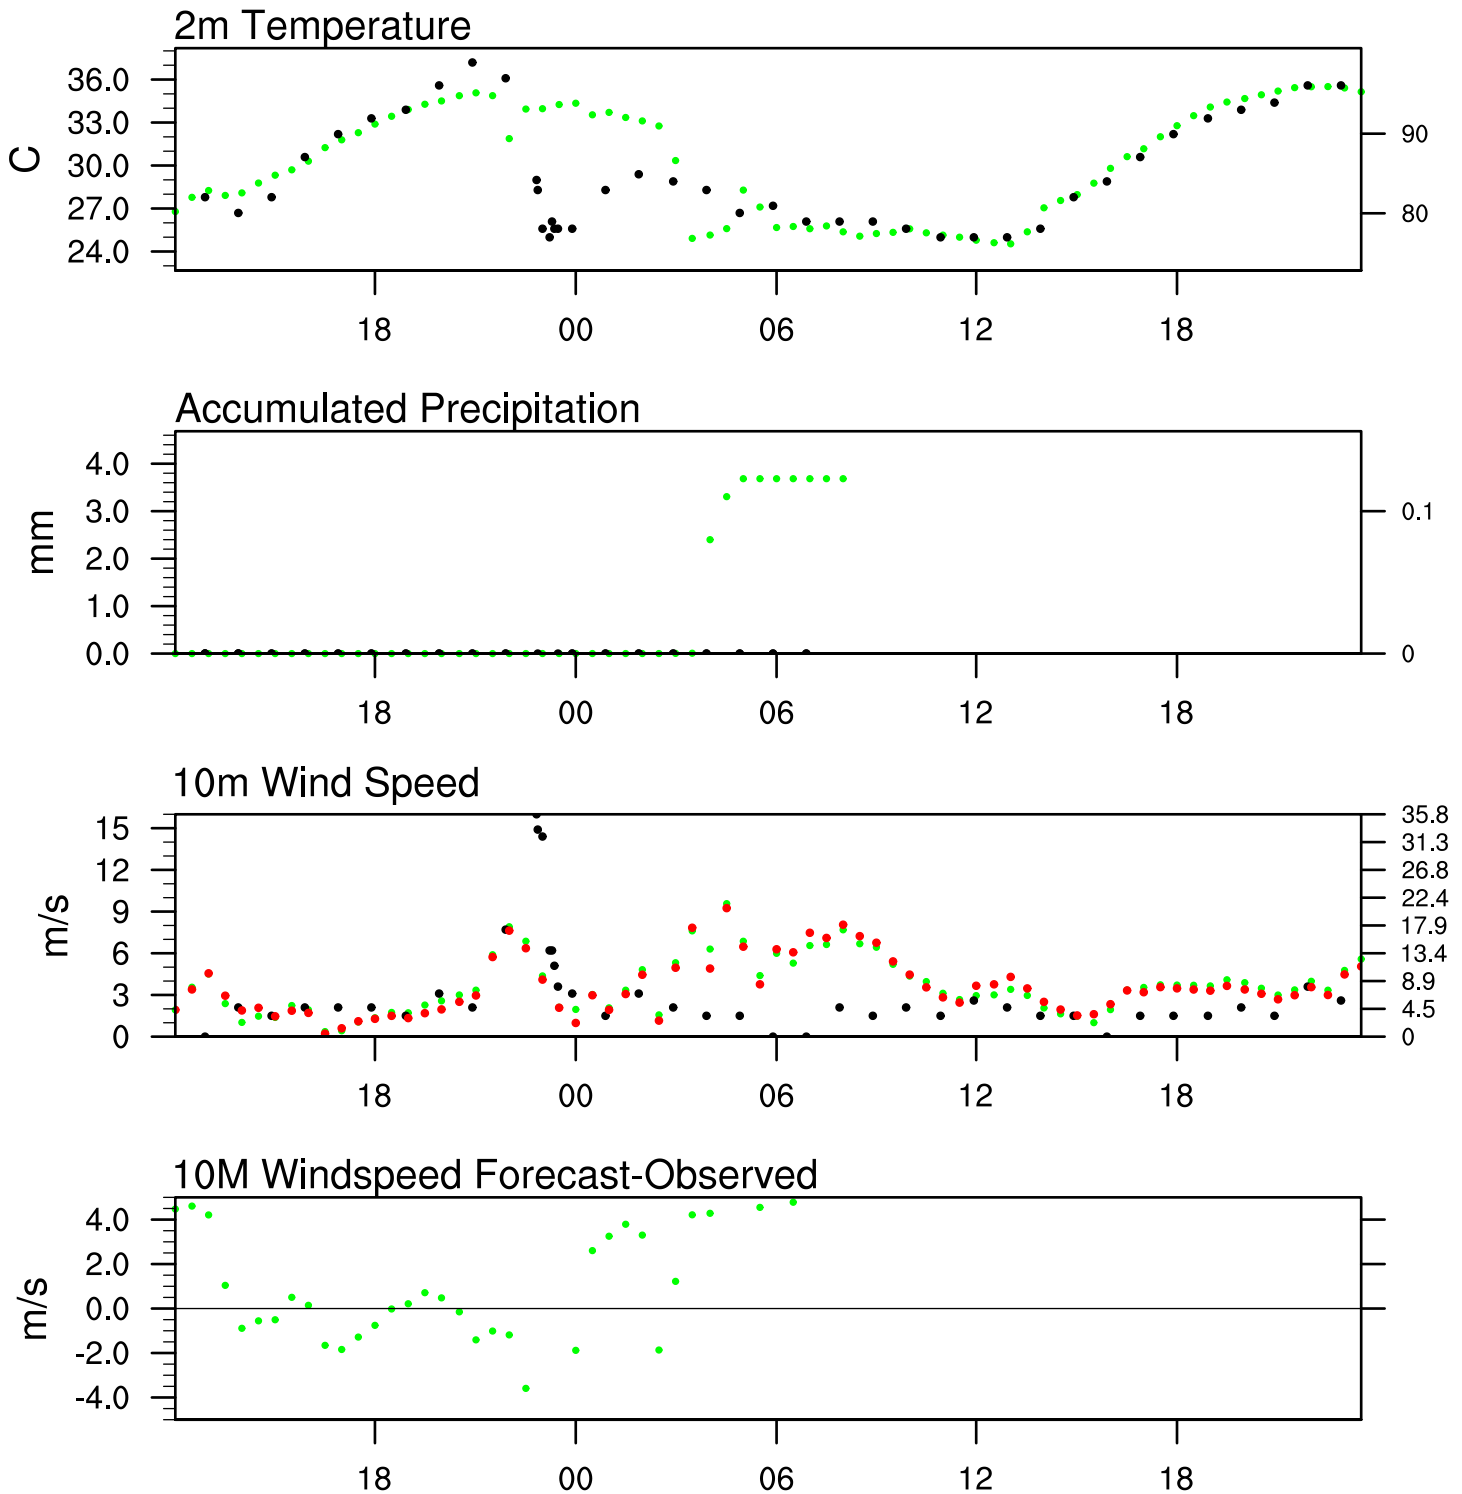 2m Temperature
36.0
33.0
90
30.0
C
27.0
80
24.0
18 00 06 12 18
Accumulated Precipitation
4.0
3.0
0.1
mm
2.0
1.0
0.0
0
18 00 06 12 18
10m Wind Speed
35.8
15
31.3
12
26.8
22.4
9
m/s
17.9
6
13.4
8.9
3
4.5
0
0
18 00 06 12 18
10M Windspeed Forecast-Observed
4.0
2.0
m/s
0.0
-2.0
-4.0
18 00 06 12 18